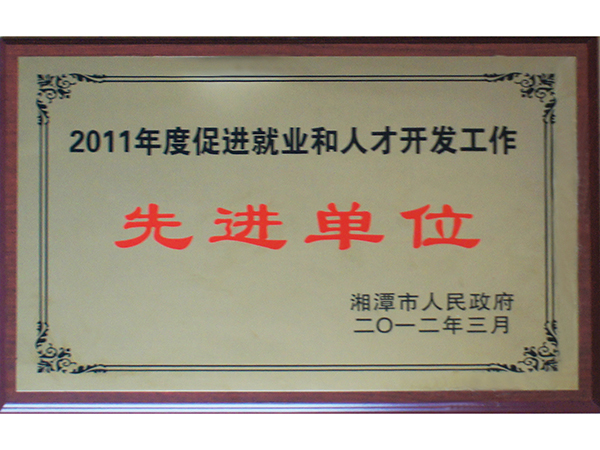 2011年度促进就业和人才开发工作
先进单位
湘潭市人民政府
二〇一二年三月